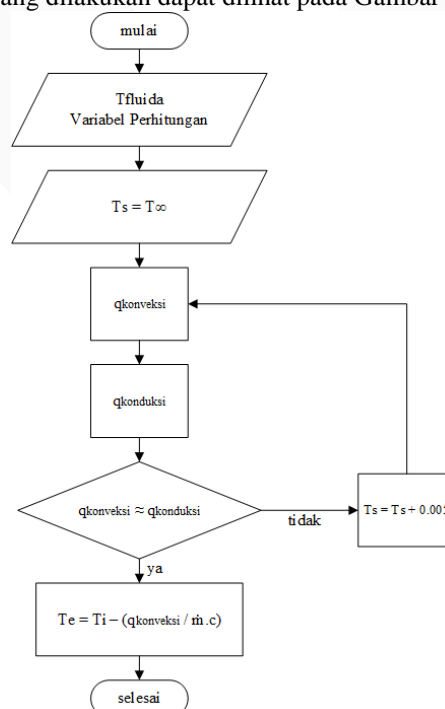 ang dilakukan dapat dilihat pada Gambar
mulai
Tfluida
Variabel Perhitungan
Ts = T∞
qkonveksi
qkonduksi
qkonveksi ≈ qkonduksi
tidak
Ts = Ts + 0.001
ya
Te = Ti – (qkonveksi / ṁ.c)
selesai